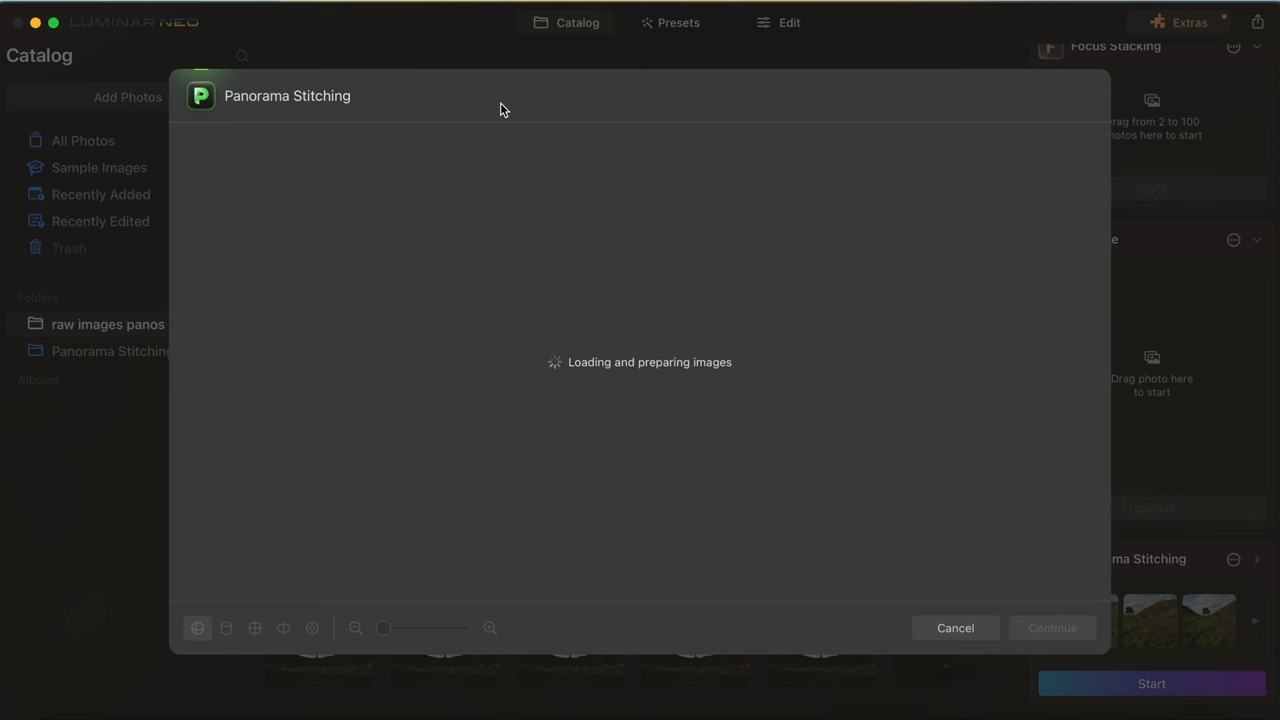 LUMINAR NEO
Catalog
Presets
Edit
Extras
Catalog
Add Photos
All Photos
Sample Images
Recently Added
Recently Edited
Trash
Folders
raw images panos
Panorama Stitching
Albums
P
Panorama Stitching
Loading and preparing images
Cancel
Continue
F
Focus Stacking
rag from 2 to 100
hotos here to start
Stack
e
Drag photo here
to start
Upscale
ma Stitching
Start